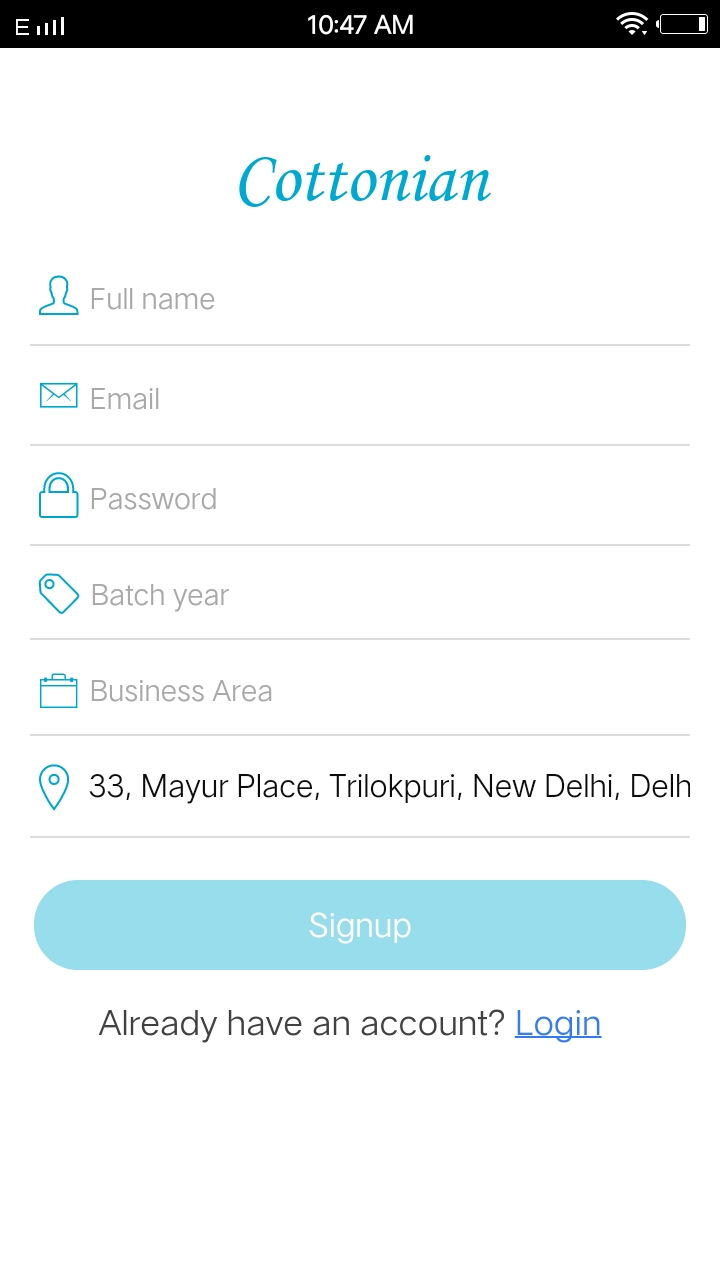 E 10:47 AM
Cottonian
Full name
Email
Password
Batch year
Business Area
33, Mayur Place, Trilokpuri, New Delhi, Delh
Signup
Already have an account? Login